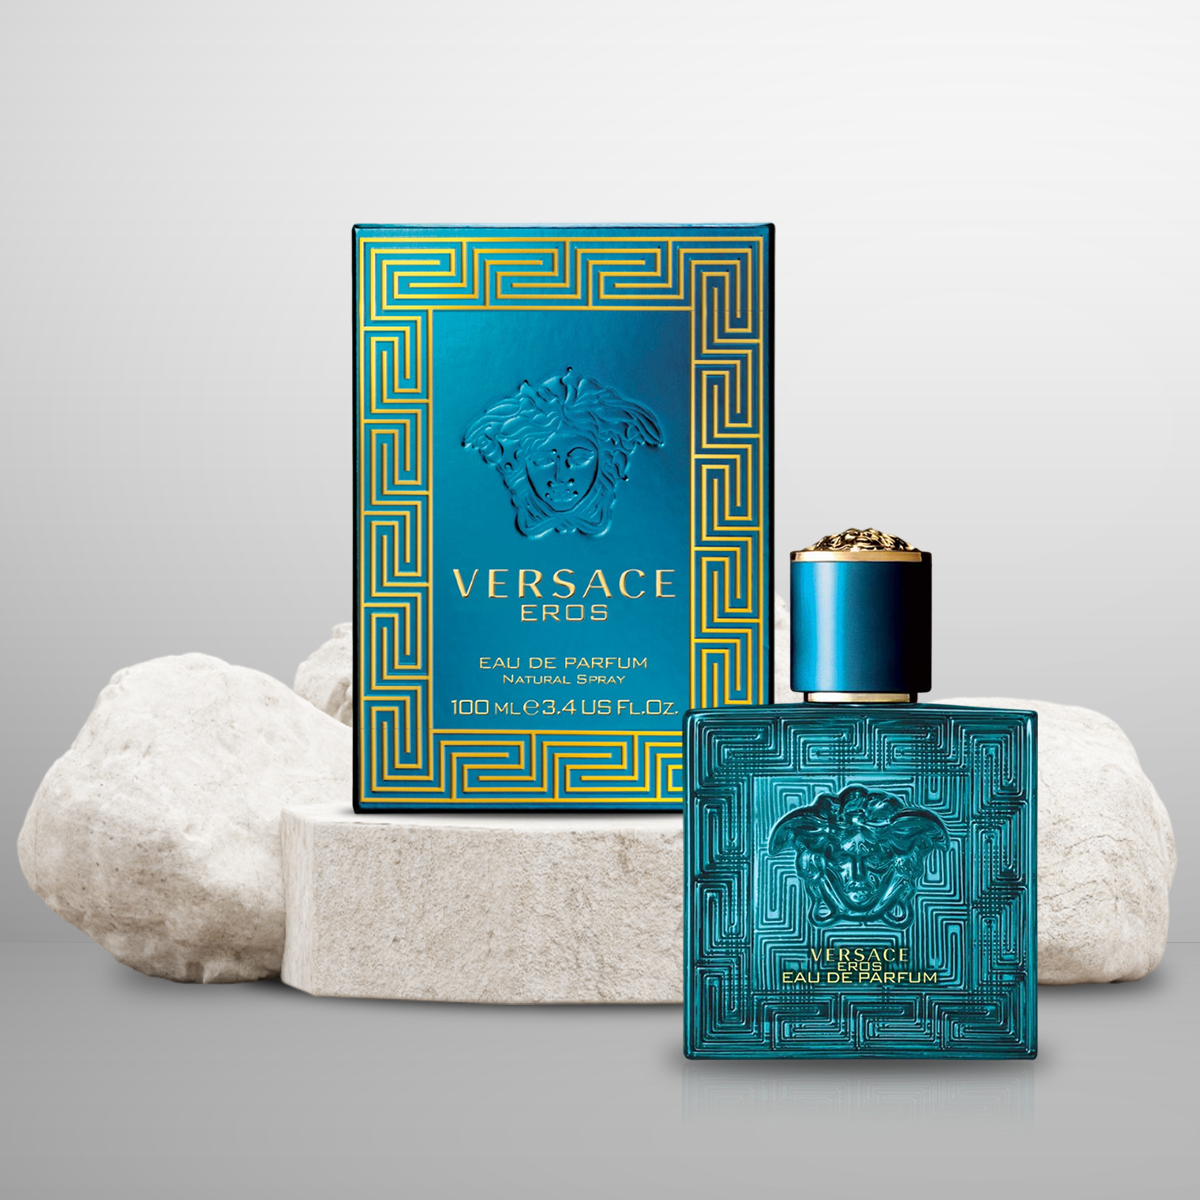 VERSACE
EROS
EAU DE PARFUM
NATURAL SPRAY
100 ML ℮ 3.4 US FL.OZ.
VERSACE
EROS
EAU DE PARFUM